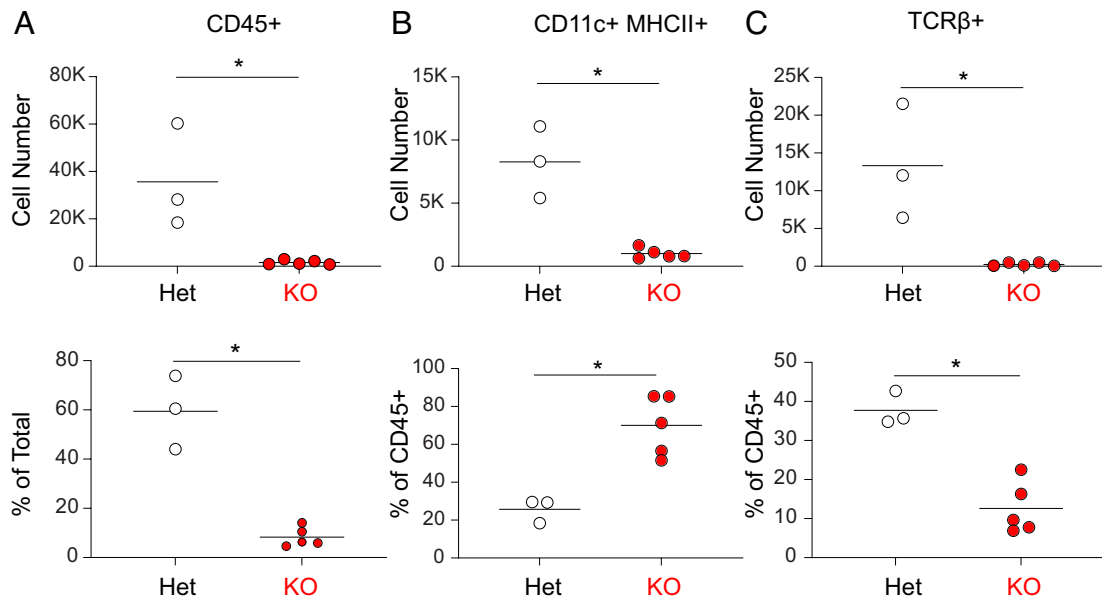 A CD45+ B CD11c+ MHCII+ C TCRβ+
* * *
Cell Number 80K 60K 40K 20K 0 Het KO
Cell Number 15K 10K 5K 0 Het KO
Cell Number 25K 20K 15K 10K 5K 0 Het KO
* * *
% of Total 80 60 40 20 0 Het KO
% of CD45+ 100 80 60 40 20 0 Het KO
% of CD45+ 50 40 30 20 10 0 Het KO